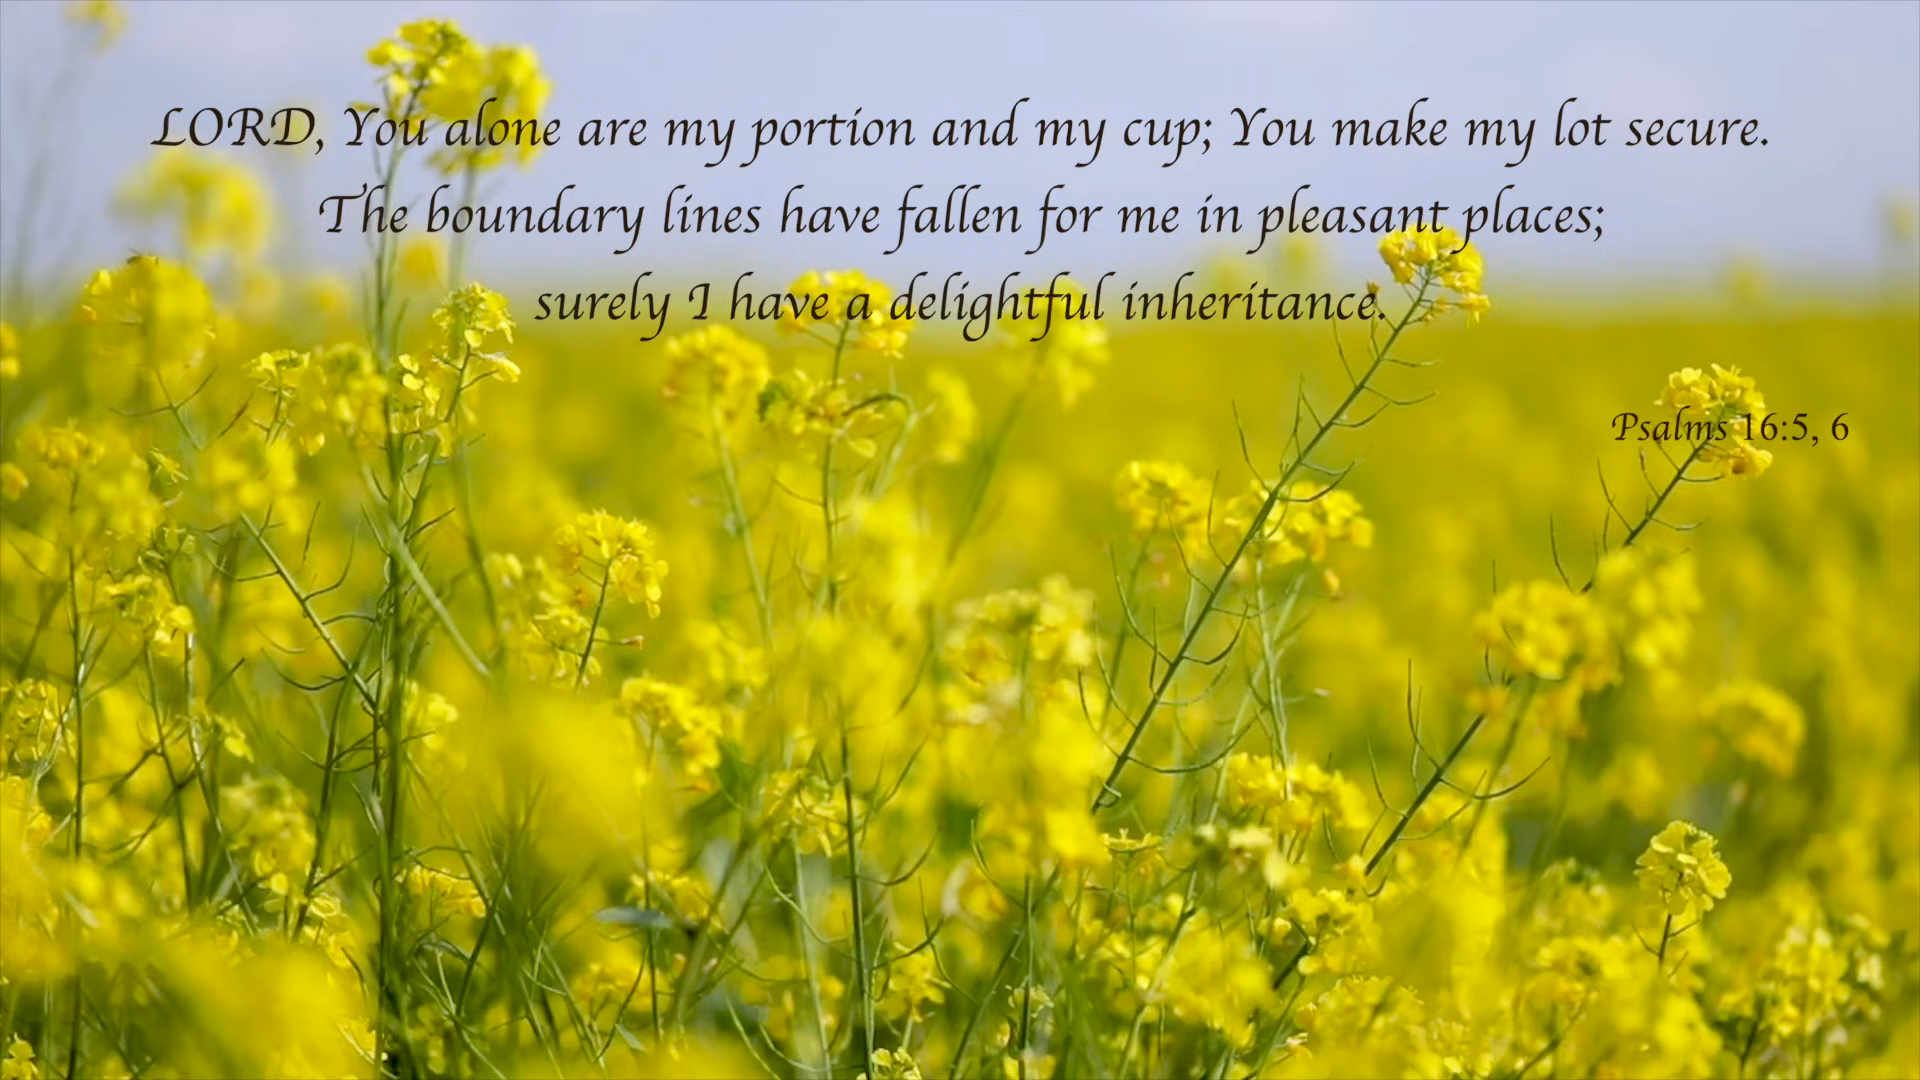 LORD, You alone are my portion and my cup; You make my lot secure.
The boundary lines have fallen for me in pleasant places;
surely I have a delightful inheritance.
Psalms 16:5, 6